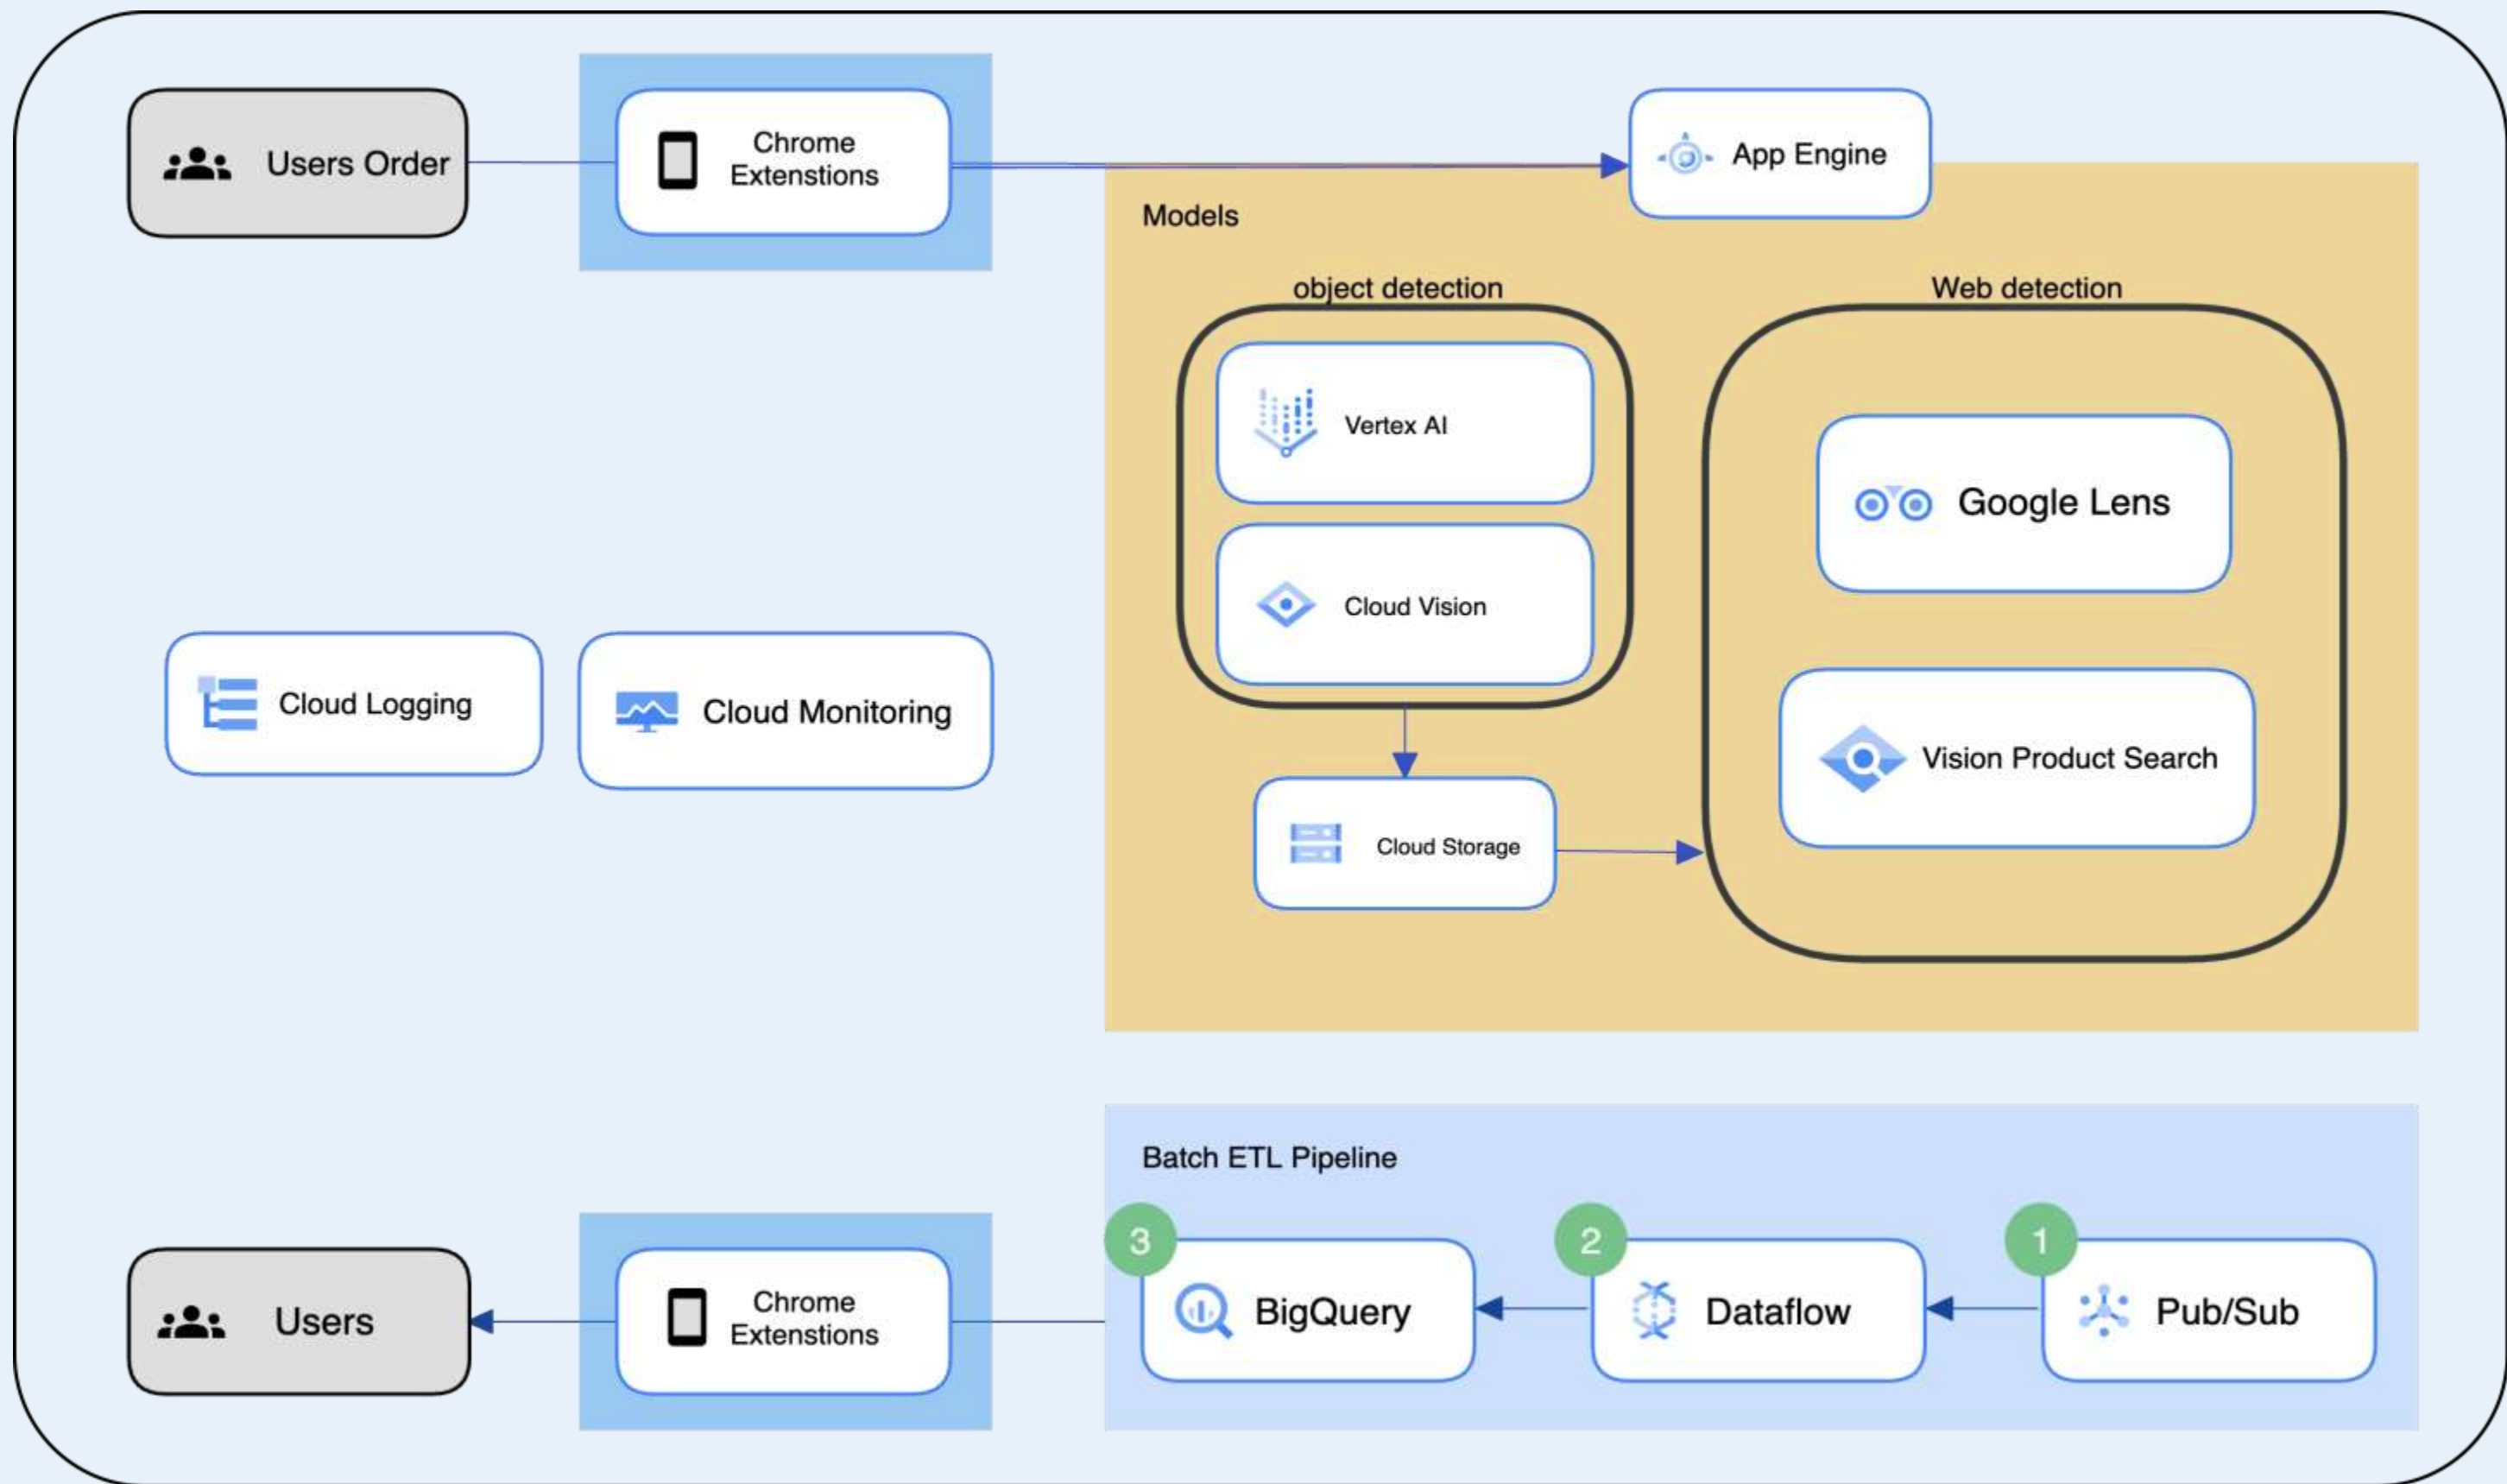 Users Order
Chrome
Extenstions
App Engine
Models
object detection
Web detection
Vertex AI
Google Lens
Cloud Vision
Cloud Logging
Cloud Monitoring
Vision Product Search
Cloud Storage
Batch ETL Pipeline
3
2
1
Users
Chrome
Extenstions
BigQuery
Dataflow
Pub/Sub